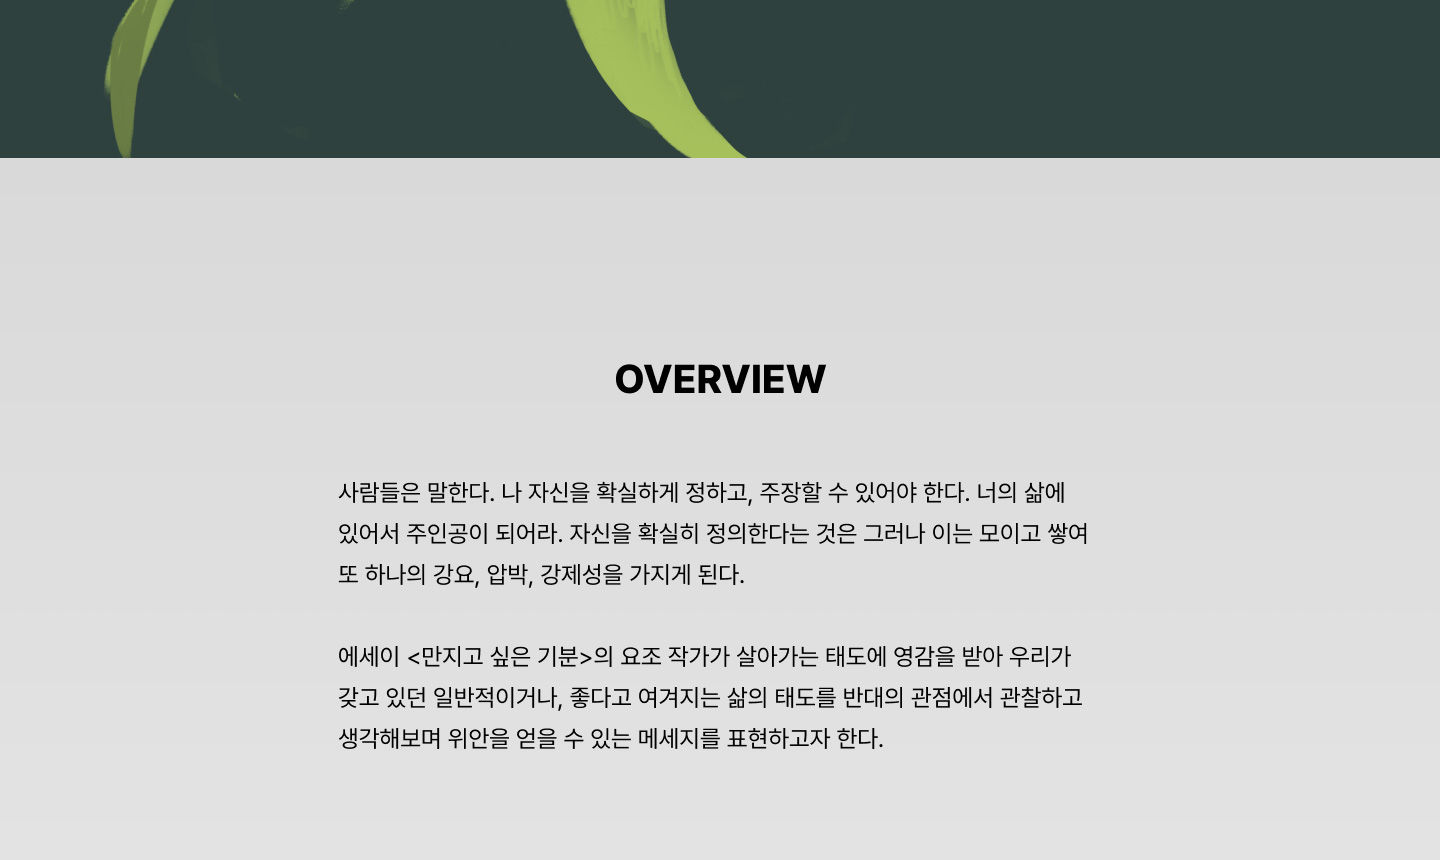 OVERVIEW
사람들은 말한다. 나 자신을 확실하게 정하고, 주장할 수 있어야 한다. 너의 삶에
있어서 주인공이 되어라. 자신을 확실히 정의한다는 것은 그러나 이는 모이고 쌓여
또 하나의 강요, 압박, 강제성을 가지게 된다.
에세이 <만지고 싶은 기분>의 요조 작가가 살아가는 태도에 영감을 받아 우리가
갖고 있던 일반적이거나, 좋다고 여겨지는 삶의 태도를 반대의 관점에서 관찰하고
생각해보며 위안을 얻을 수 있는 메세지를 표현하고자 한다.